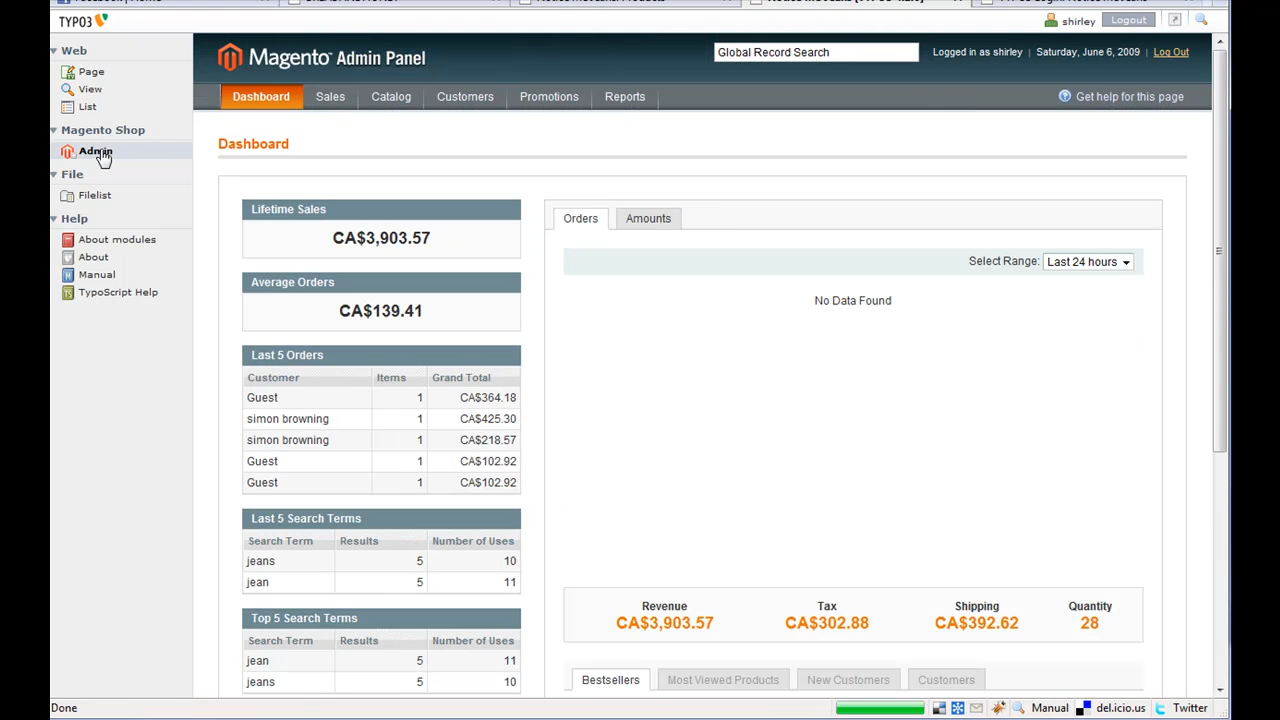 TYPO3
shirley
Logout
Web
Page
View
List
Magento Shop
Admin
File
Filelist
Help
About modules
About
Manual
TypoScript Help
Magento Admin Panel
Global Record Search
Logged in as shirley
Saturday, June 6, 2009
Log Out
Dashboard
Sales
Catalog
Customers
Promotions
Reports
Get help for this page
Dashboard
Lifetime Sales
CA$3,903.57
Average Orders
CA$139.41
Last 5 Orders
Customer Items Grand Total
Guest 1 CA$364.18
simon browning 1 CA$425.30
simon browning 1 CA$218.57
Guest 1 CA$102.92
Guest 1 CA$102.92
Last 5 Search Terms
Search Term Results Number of Uses
jeans 5 10
jean 5 11
Top 5 Search Terms
Search Term Results Number of Uses
jean 5 11
jeans 5 10
Orders
Amounts
Select Range: Last 24 hours
No Data Found
Revenue Tax Shipping Quantity
CA$3,903.57 CA$302.88 CA$392.62 28
Bestsellers
Most Viewed Products
New Customers
Customers
Done
Manual
del.icio.us
Twitter